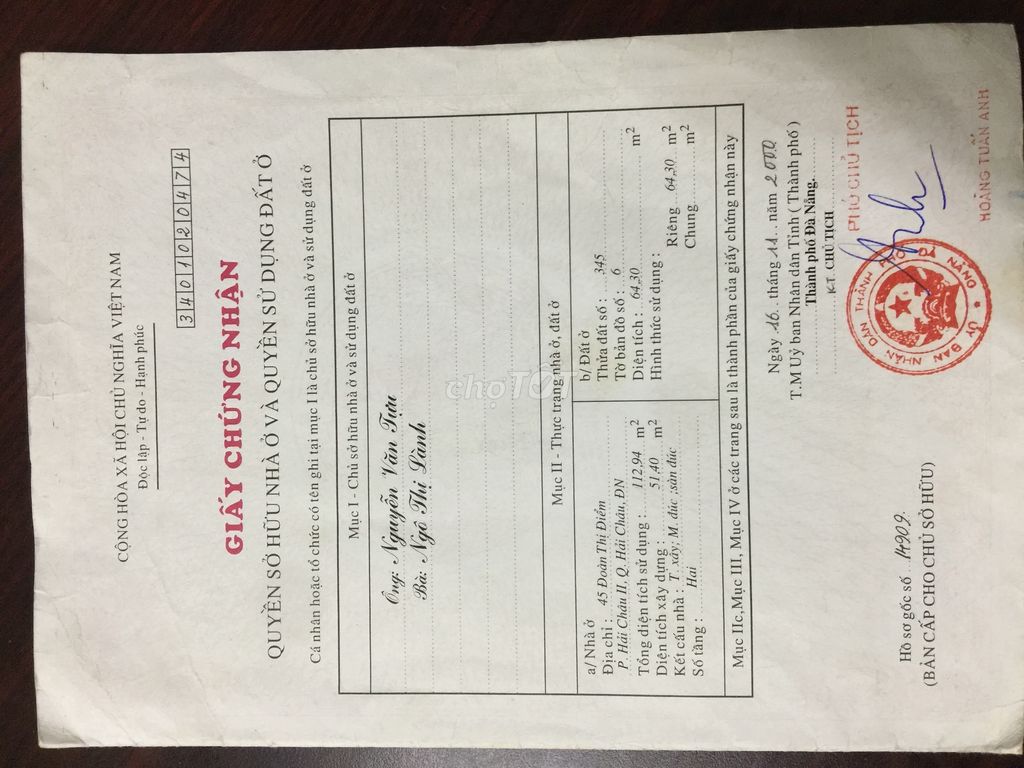 CỘNG HÒA XÃ HỘI CHỦ NGHĨA VIỆT NAM
Độc lập - Tự do - Hạnh phúc
3401020474
GIẤY CHỨNG NHẬN
QUYỀN SỞ HỮU NHÀ Ở VÀ QUYỀN SỬ DỤNG ĐẤT Ở
Cá nhân hoặc tổ chức có tên ghi tại mục I là chủ sở hữu nhà ở và sử dụng đất ở
Mục I - Chủ sở hữu nhà ở và sử dụng đất ở
Ông: Nguyễn Văn Tựu
Bà: Ngô Thị Lành
Mục II - Thực trạng nhà ở, đất ở
a/ Nhà ở
Địa chỉ : 45 Đoàn Thị Điểm
P. Hải Châu II, Q. Hải Châu, ĐN
Tổng diện tích sử dụng : 112,94 m2
Diện tích xây dựng : 51,40 m2
Kết cấu nhà : T. xây, M. đúc ,sàn đúc
Số tầng : Hai
b/ Đất ở
Thửa đất số : 345
Tờ bản đồ số : 6
Diện tích : 64,30 m2
Hình thức sử dụng :
Riêng 64,30 m2
Chung m2
Mục IIc,Mục III, Mục IV ở các trang sau là thành phần của giấy chứng nhận này
Ngày 16 tháng 11 năm 2000
T.M Uỷ ban Nhân dân Tỉnh ( Thành phố )
Thành phố Đà Nẵng
K.T. CHỦ TỊCH
PHÓ CHỦ TỊCH
ỦY BAN NHÂN DÂN THÀNH PHỐ ĐÀ NẴNG
HOÀNG TUẤN ANH
Hồ sơ gốc số 14909.
(BẢN CẤP CHO CHỦ SỞ HỮU)
chợTỐT